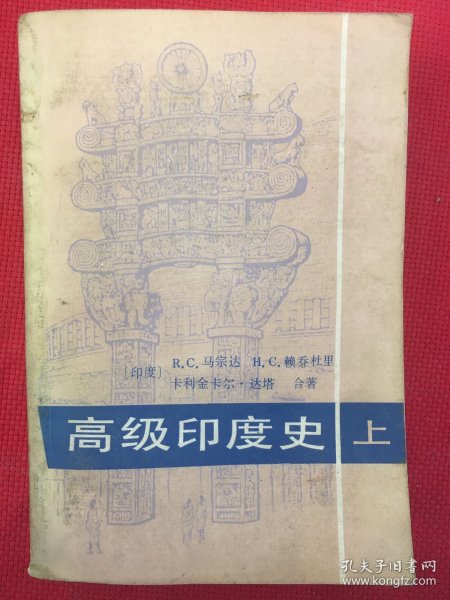 [印度] R.C.马宗达 H.C.赖乔杜里
卡利金卡尔·达塔 合著
高级印度史 上
孔夫子旧书网
www.kongfz.com